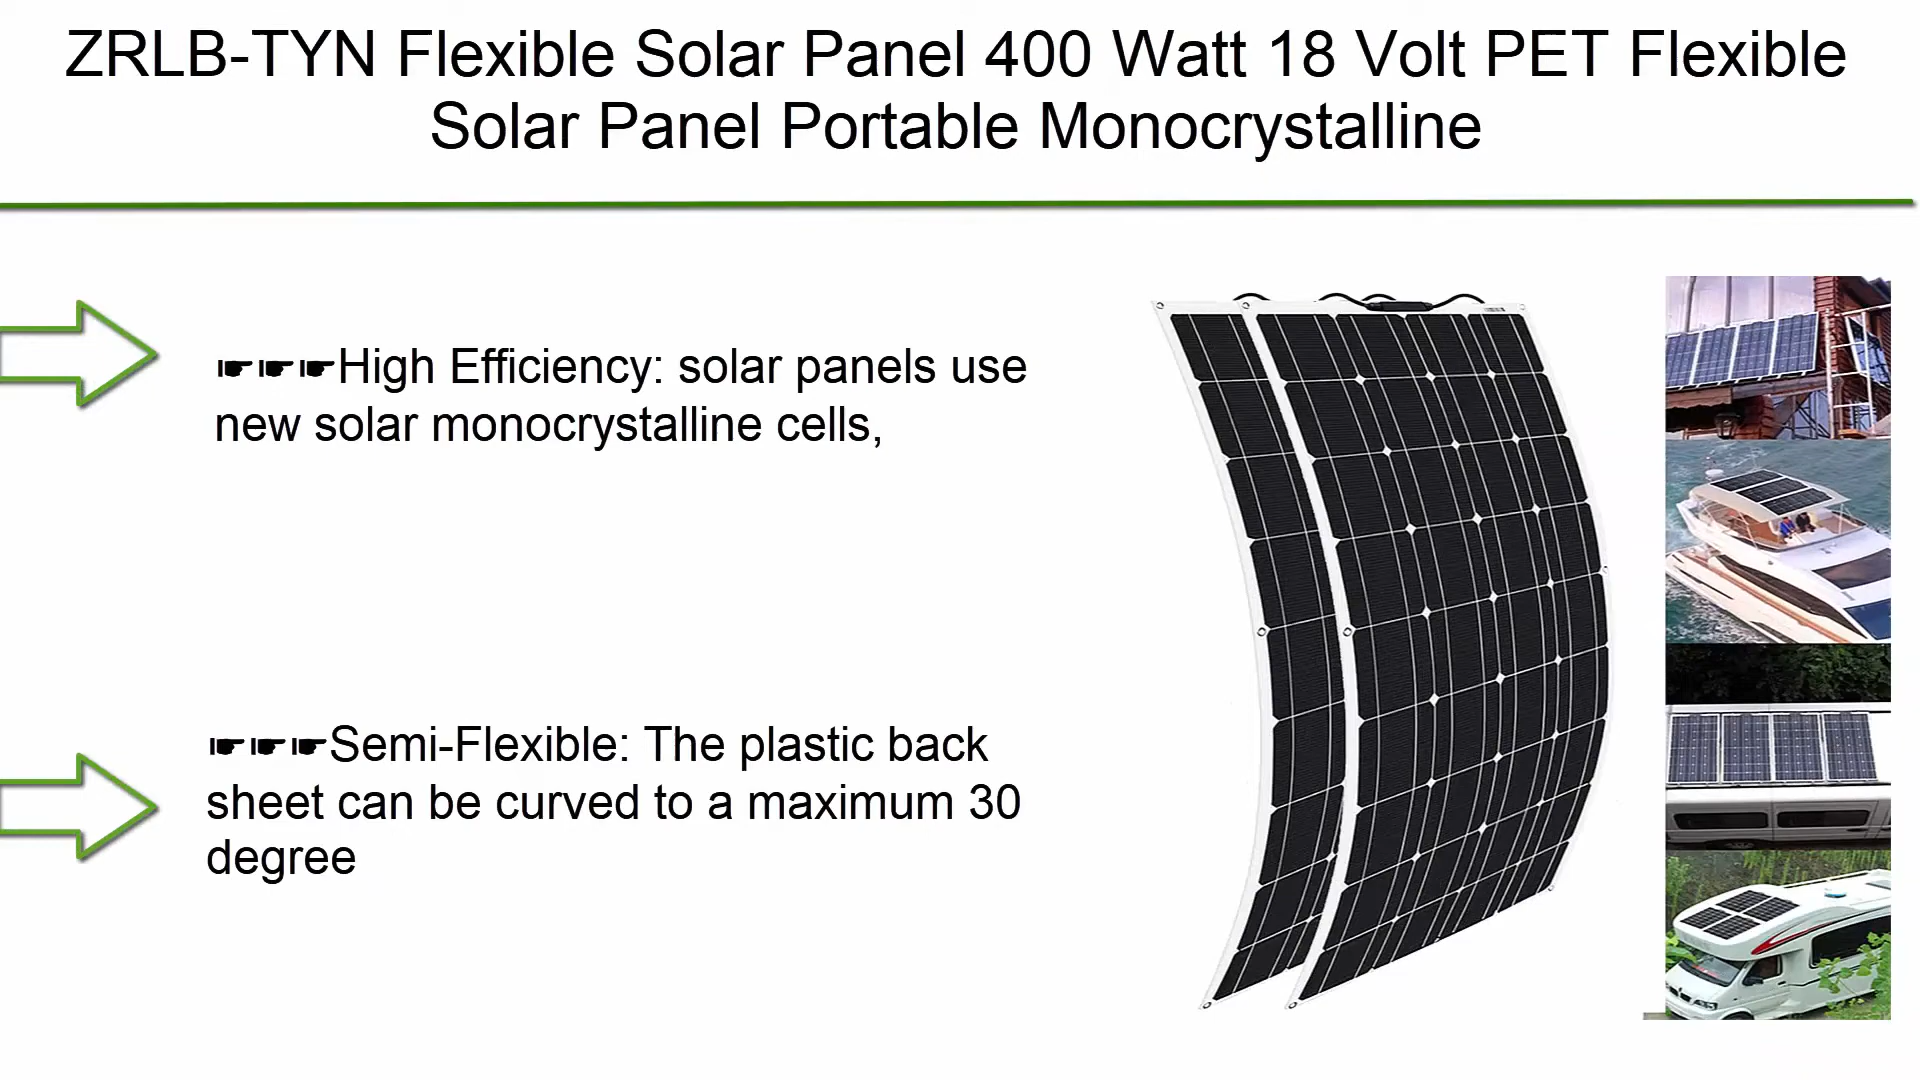 ZRLB-TYN Flexible Solar Panel 400 Watt 18 Volt PET Flexible
Solar Panel Portable Monocrystalline
☛☛☛High Efficiency: solar panels use
new solar monocrystalline cells,
☛☛☛Semi-Flexible: The plastic back
sheet can be curved to a maximum 30
degree